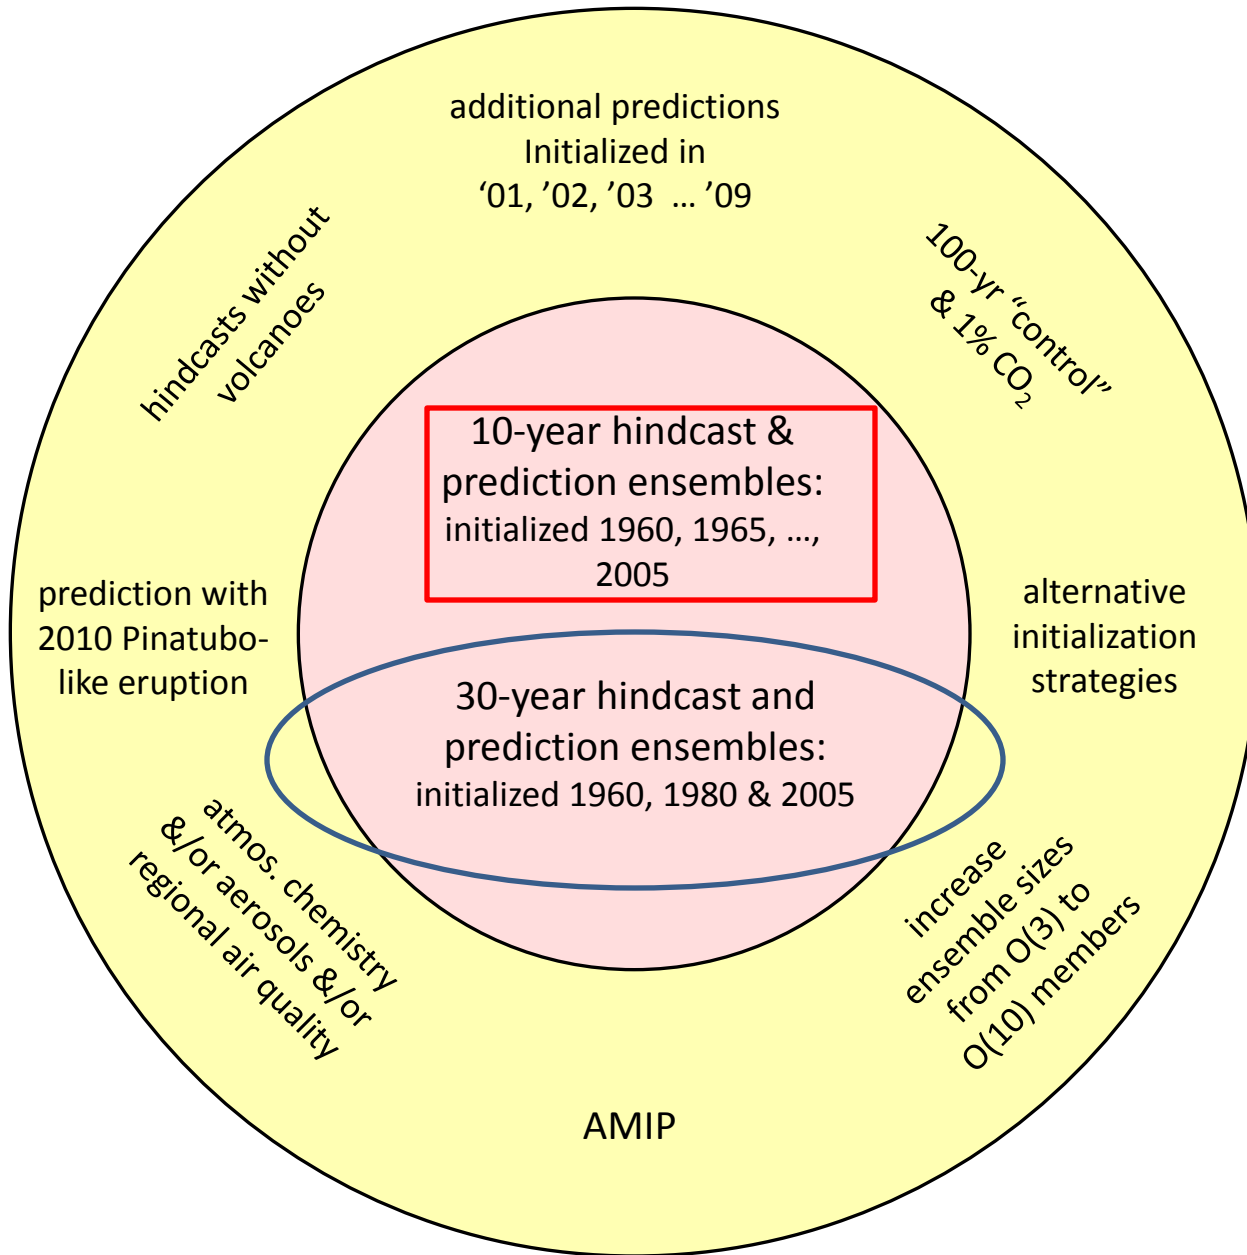 additional predictions
Initialized in
‘01, ’02, ’03 … ’09
hindcasts without
volcanoes
100-yr “control”
& 1% CO₂
10-year hindcast &
prediction ensembles:
initialized 1960, 1965, …,
2005
prediction with
2010 Pinatubo-
like eruption
alternative
initialization
strategies
30-year hindcast and
prediction ensembles:
initialized 1960, 1980 & 2005
atmos. chemistry
&/or aerosols &/or
regional air quality
increase
ensemble sizes
from O(3) to
O(10) members
AMIP